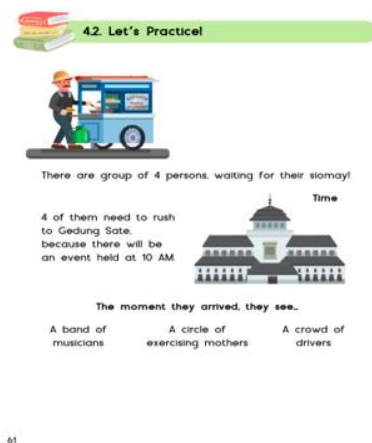 4.2. Let's Practice!
There are group of 4 persons. waiting for their siomay!
Time
4 of them need to rush
to Gedung Sate,
because there will be
an event held at 10 AM.
The moment they arrived, they see...
A band of
musicians
A circle of
exercising mothers
A crowd of
drivers
61